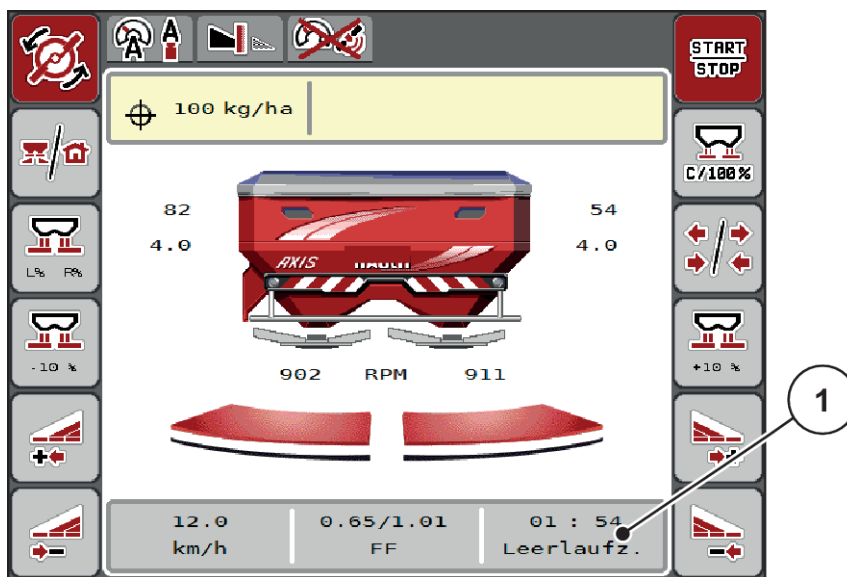 A A
START
STOP
100 kg/ha
C/100%
82 54
4.0 4.0
AXIS RAUCH
L% R%
-10 % +10 %
902 RPM 911
1
12.0 0.65/1.01 01 : 54
km/h FF Leerlaufz.